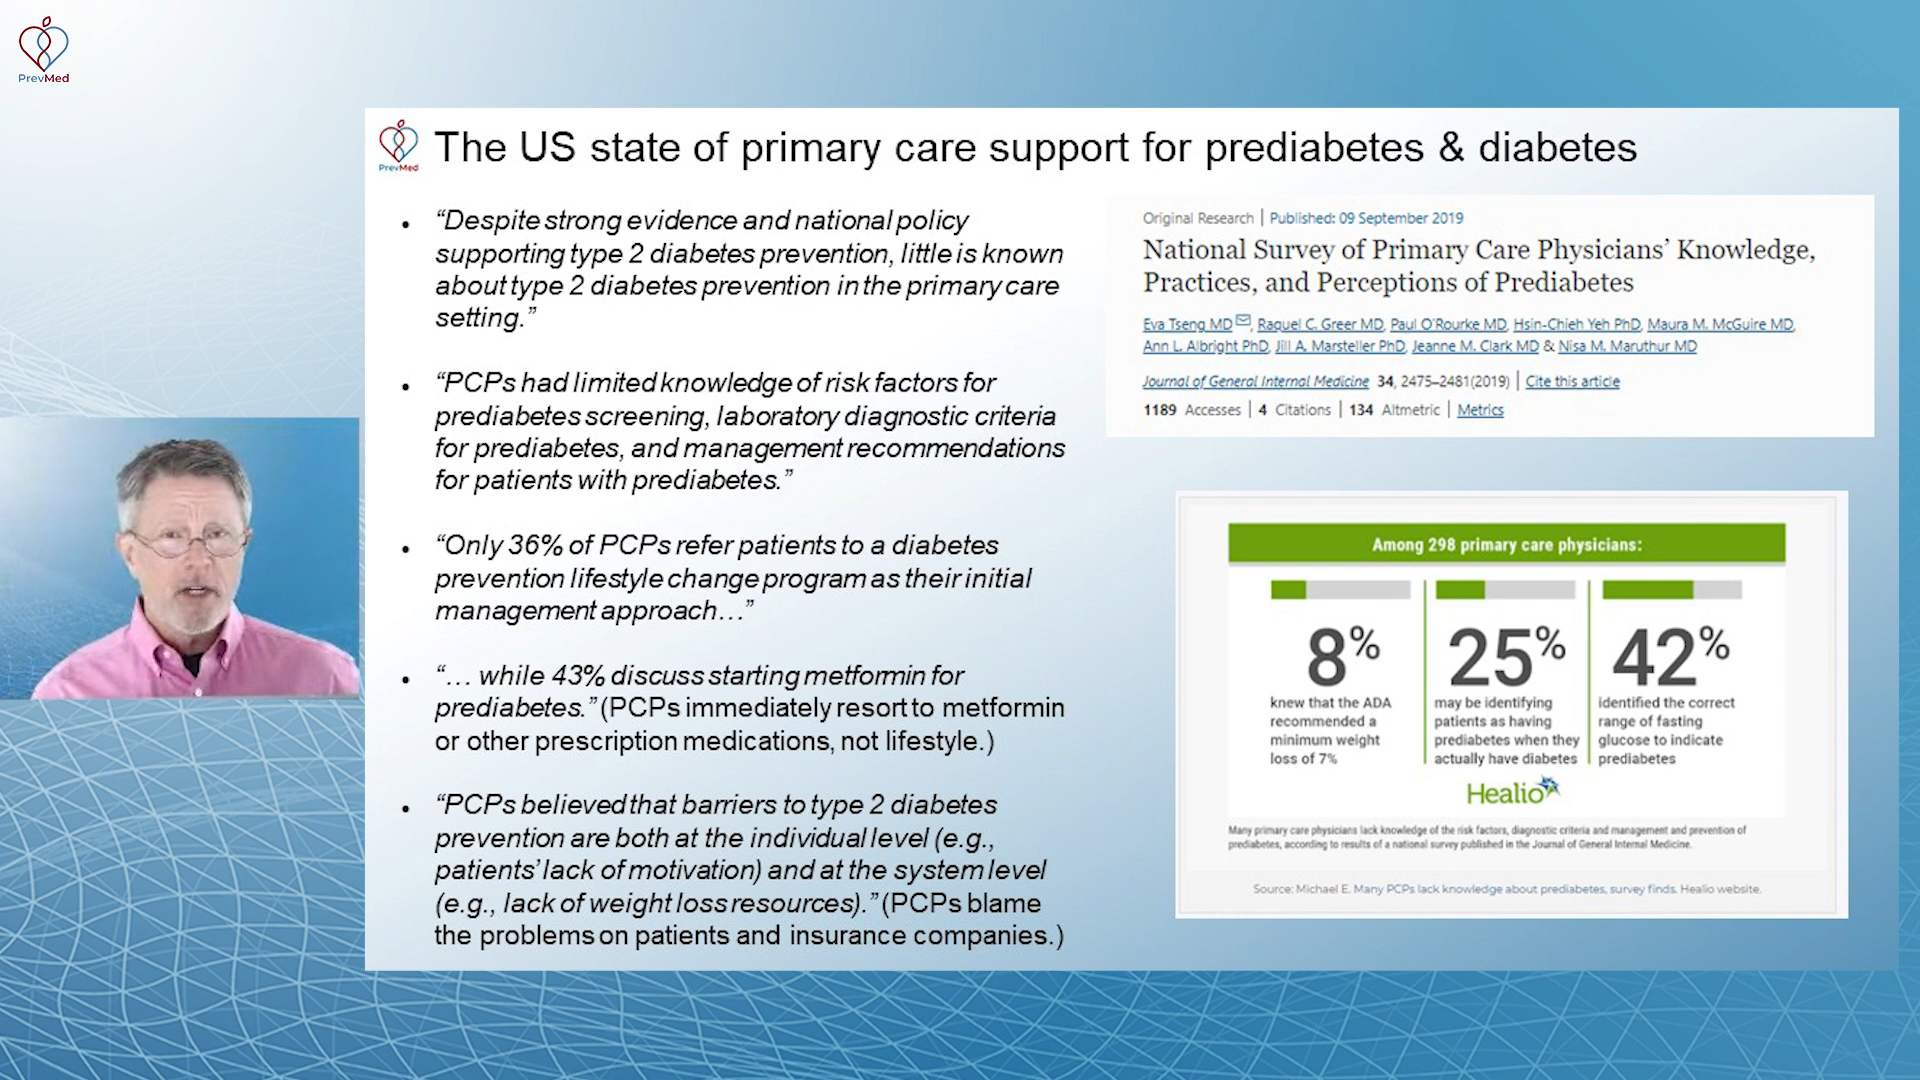 PrevMed
PrevMed
The US state of primary care support for prediabetes & diabetes
• “Despite strong evidence and national policy
supporting type 2 diabetes prevention, little is known
about type 2 diabetes prevention in the primary care
setting.”
• “PCPs had limited knowledge of risk factors for
prediabetes screening, laboratory diagnostic criteria
for prediabetes, and management recommendations
for patients with prediabetes.”
• “Only 36% of PCPs refer patients to a diabetes
prevention lifestyle change program as their initial
management approach…”
• “… while 43% discuss starting metformin for
prediabetes.” (PCPs immediately resort to metformin
or other prescription medications, not lifestyle.)
• “PCPs believed that barriers to type 2 diabetes
prevention are both at the individual level (e.g.,
patients’ lack of motivation) and at the system level
(e.g., lack of weight loss resources).” (PCPs blame
the problems on patients and insurance companies.)
Original Research | Published: 09 September 2019
National Survey of Primary Care Physicians’ Knowledge,
Practices, and Perceptions of Prediabetes
Eva Tseng MD, Raquel C. Greer MD, Paul O’Rourke MD, Hsin-Chieh Yeh PhD, Maura M. McGuire MD,
Ann L. Albright PhD, Jill A. Marsteller PhD, Jeanne M. Clark MD & Nisa M. Maruthur MD
Journal of General Internal Medicine 34, 2475–2481(2019) | Cite this article
1189 Accesses | 4 Citations | 134 Altmetric | Metrics
Among 298 primary care physicians:
8%
knew that the ADA
recommended a
minimum weight
loss of 7%
25%
may be identifying
patients as having
prediabetes when they
actually have diabetes
42%
identified the correct
range of fasting
glucose to indicate
prediabetes
Healio
Many primary care physicians lack knowledge of the risk factors, diagnostic criteria and management and prevention of
prediabetes, according to results of a national survey published in the Journal of General Internal Medicine.
Source: Michael E. Many PCPs lack knowledge about prediabetes, survey finds. Healio website.